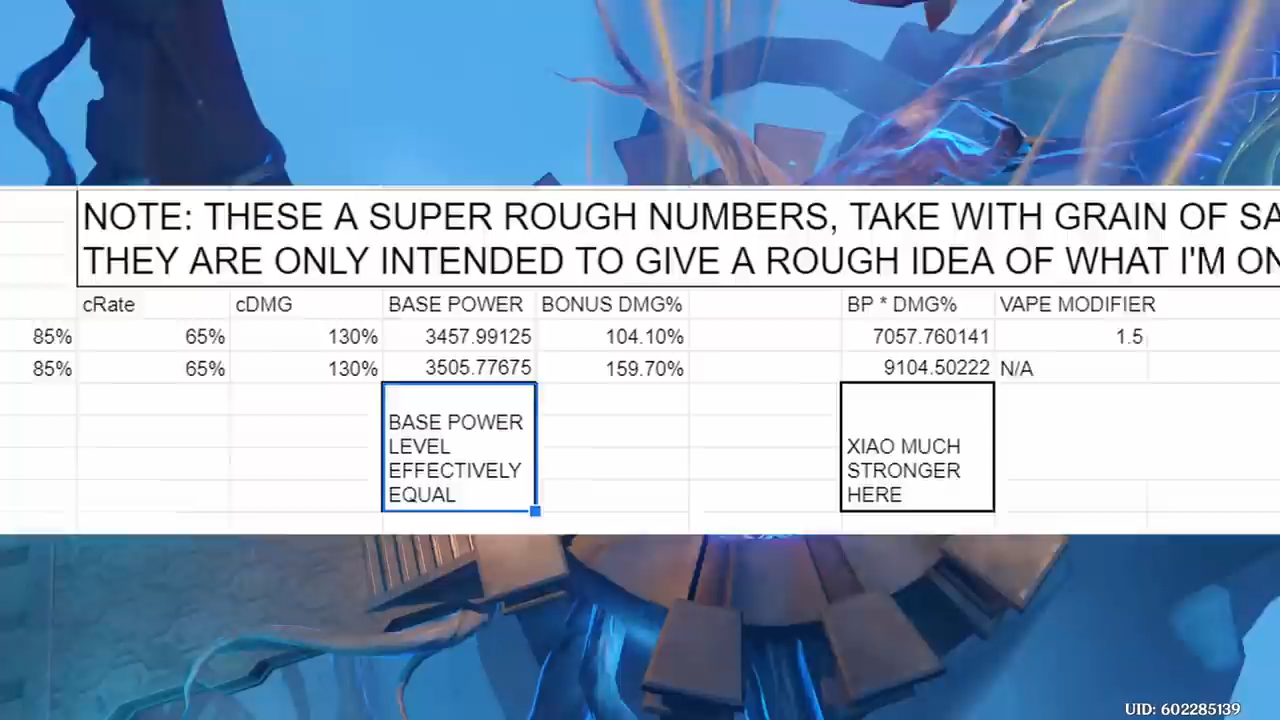 NOTE: THESE A SUPER ROUGH NUMBERS, TAKE WITH GRAIN OF SA
THEY ARE ONLY INTENDED TO GIVE A ROUGH IDEA OF WHAT I'M ON
cRate cDMG BASE POWER BONUS DMG% BP * DMG% VAPE MODIFIER
85% 65% 130% 3457.99125 104.10% 7057.760141 1.5
85% 65% 130% 3505.77675 159.70% 9104.50222 N/A
BASE POWER
LEVEL
EFFECTIVELY
EQUAL
XIAO MUCH
STRONGER
HERE
UID: 602285139